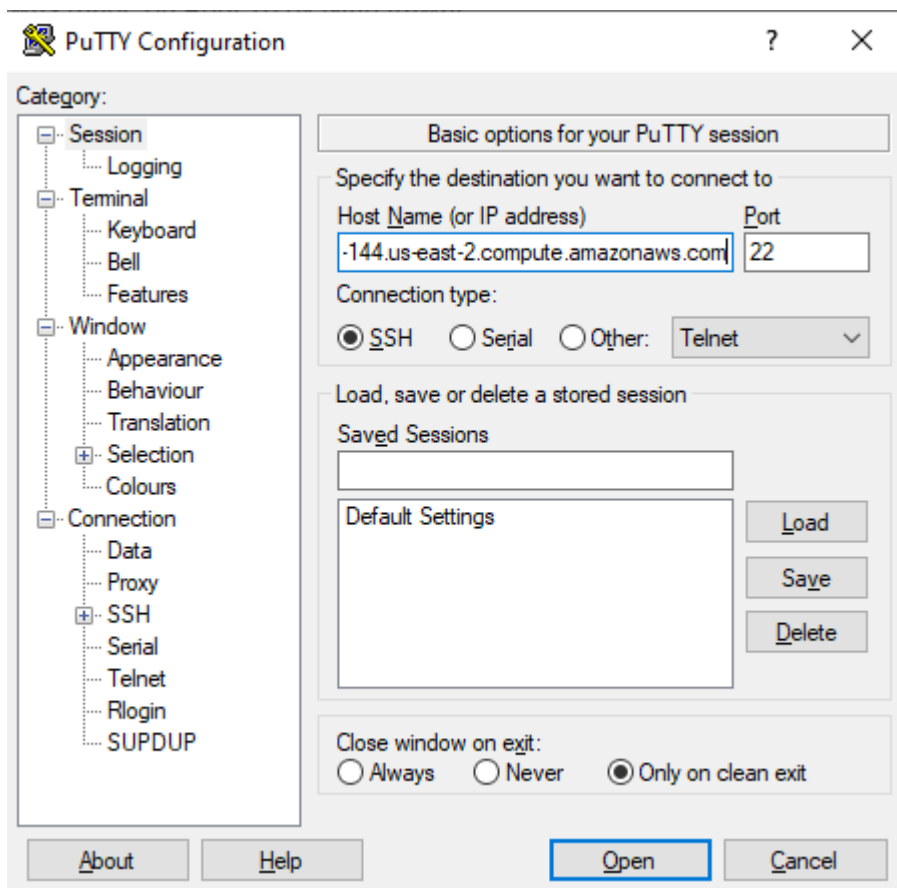 PuTTY Configuration
?
Category:
Session
Logging
Terminal
Keyboard
Bell
Features
Window
Appearance
Behaviour
Translation
Selection
Colours
Connection
Data
Proxy
SSH
Serial
Telnet
Rlogin
SUPDUP
Basic options for your PuTTY session
Specify the destination you want to connect to
Host Name (or IP address) Port
-144.us-east-2.compute.amazonaws.com 22
Connection type:
SSH Serial Other: Telnet
Load, save or delete a stored session
Saved Sessions
Default Settings
Load
Save
Delete
Close window on exit:
Always Never Only on clean exit
About Help Open Cancel